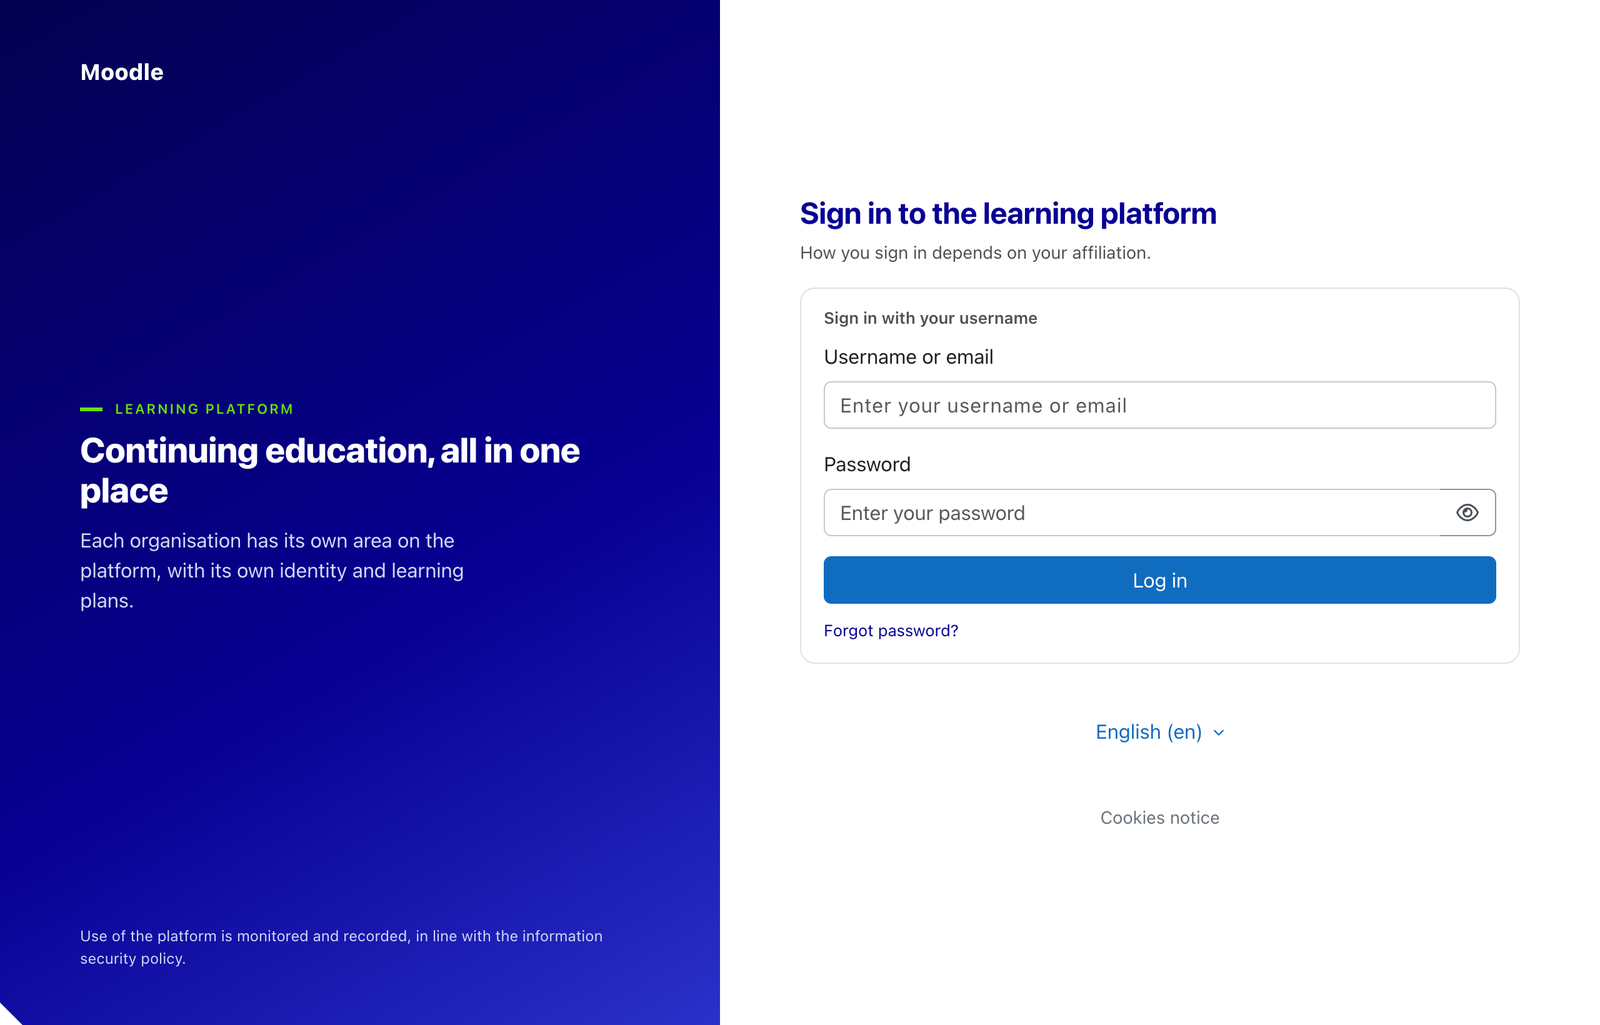 Moodle
LEARNING PLATFORM
Continuing education, all in one
place
Each organisation has its own area on the
platform, with its own identity and learning
plans.
Use of the platform is monitored and recorded, in line with the information
security policy.
Sign in to the learning platform
How you sign in depends on your affiliation.
Sign in with your username
Username or email
Enter your username or email
Password
Enter your password
Log in
Forgot password?
English (en)
Cookies notice